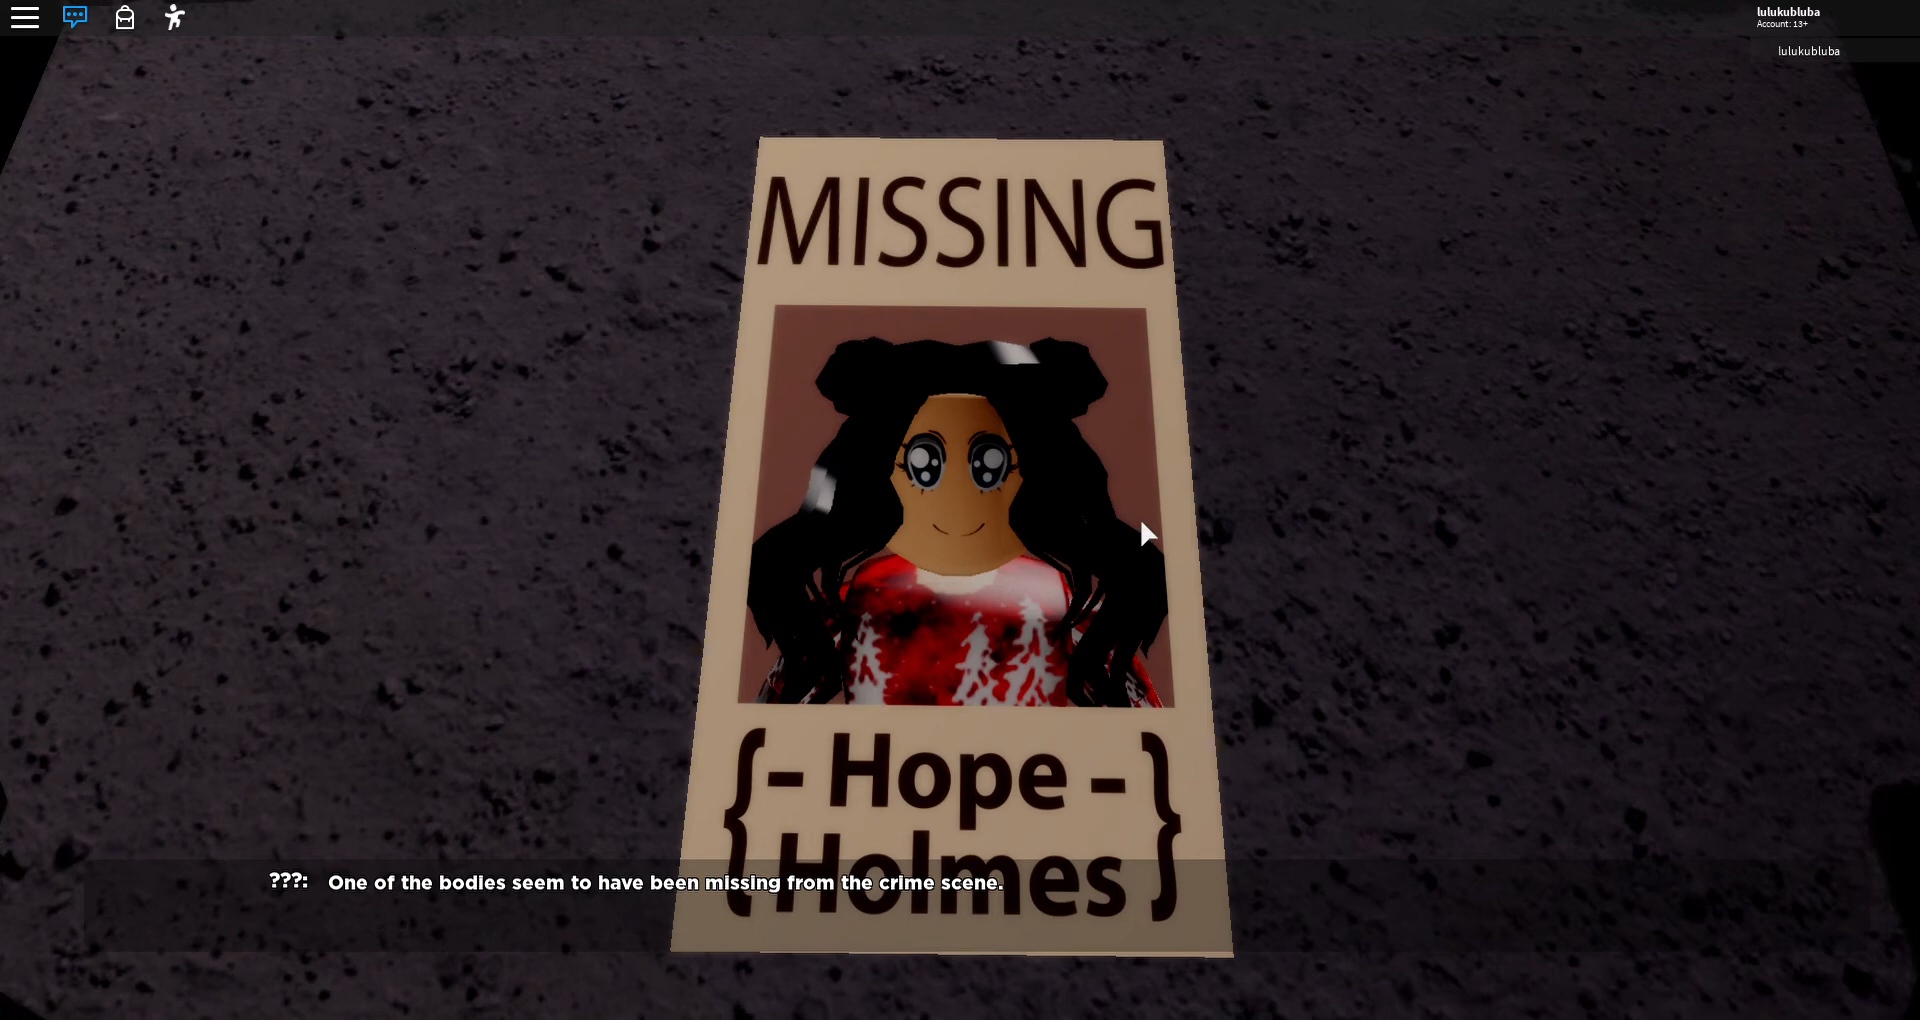 lulukubluba
Account: 13+
lulukubluba
MISSING
{- Hope -}
Holmes
???: One of the bodies seem to have been missing from the crime scene.